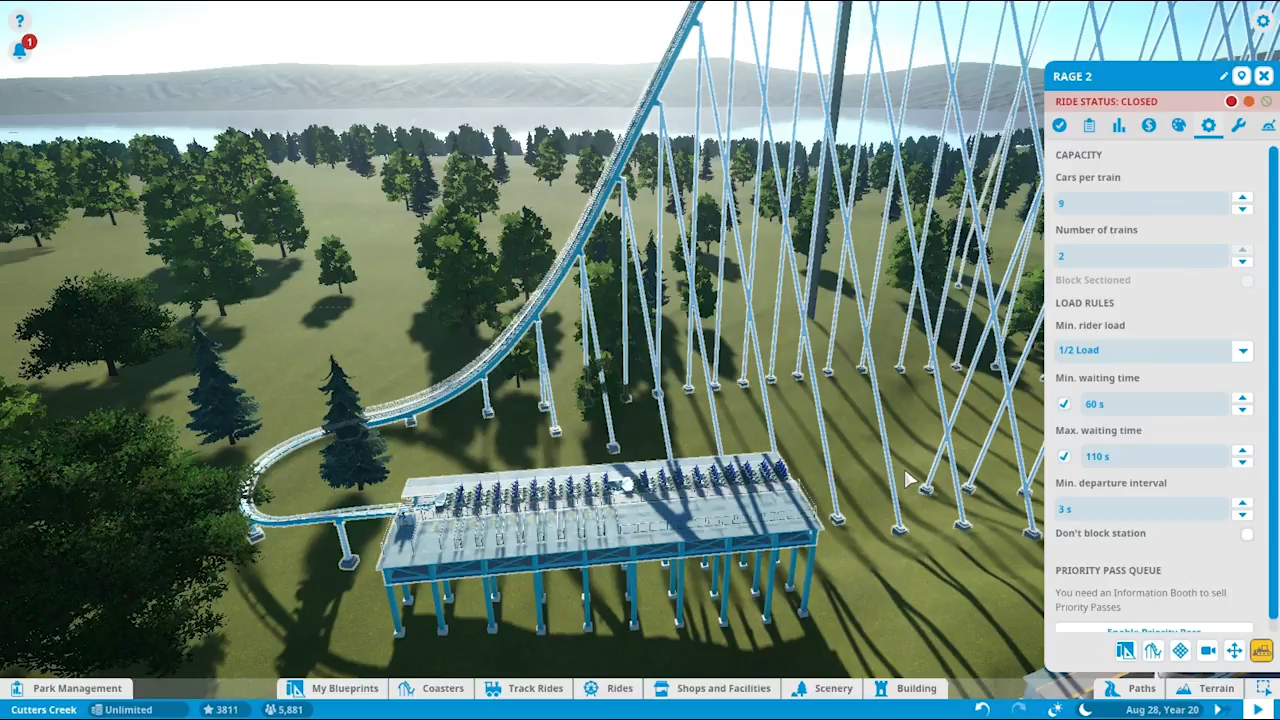 ?
1
RAGE 2
RIDE STATUS: CLOSED
CAPACITY
Cars per train
9
Number of trains
2
Block Sectioned
LOAD RULES
Min. rider load
1/2 Load
Min. waiting time
60 s
Max. waiting time
110 s
Min. departure interval
3 s
Don't block station
PRIORITY PASS QUEUE
You need an Information Booth to sell
Priority Passes
Enable Priority Pass
Park Management
My Blueprints
Coasters
Track Rides
Rides
Shops and Facilities
Scenery
Building
Paths
Terrain
Cutters Creek
Unlimited
3811
5,881
Aug 28, Year 20